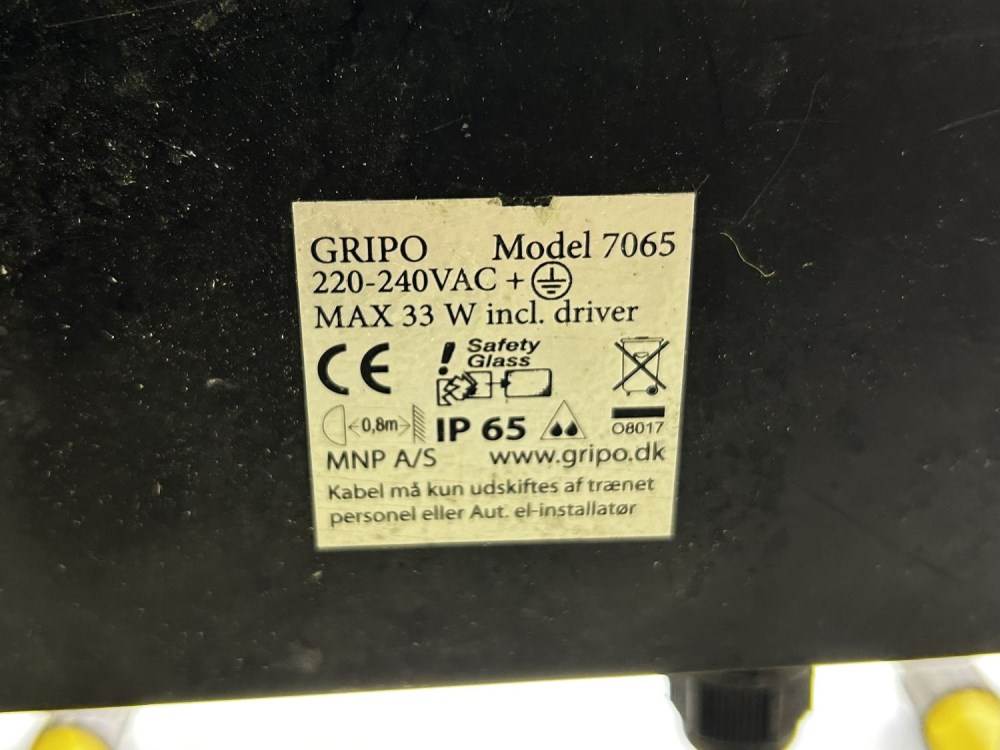 GRIPO Model 7065
220-240VAC +
MAX 33 W incl. driver
CE
! Safety
Glass
0,8m IP 65 08017
MNP A/S www.gripo.dk
Kabel må kun udskiftes af trænet
personel eller Aut. el-installatør